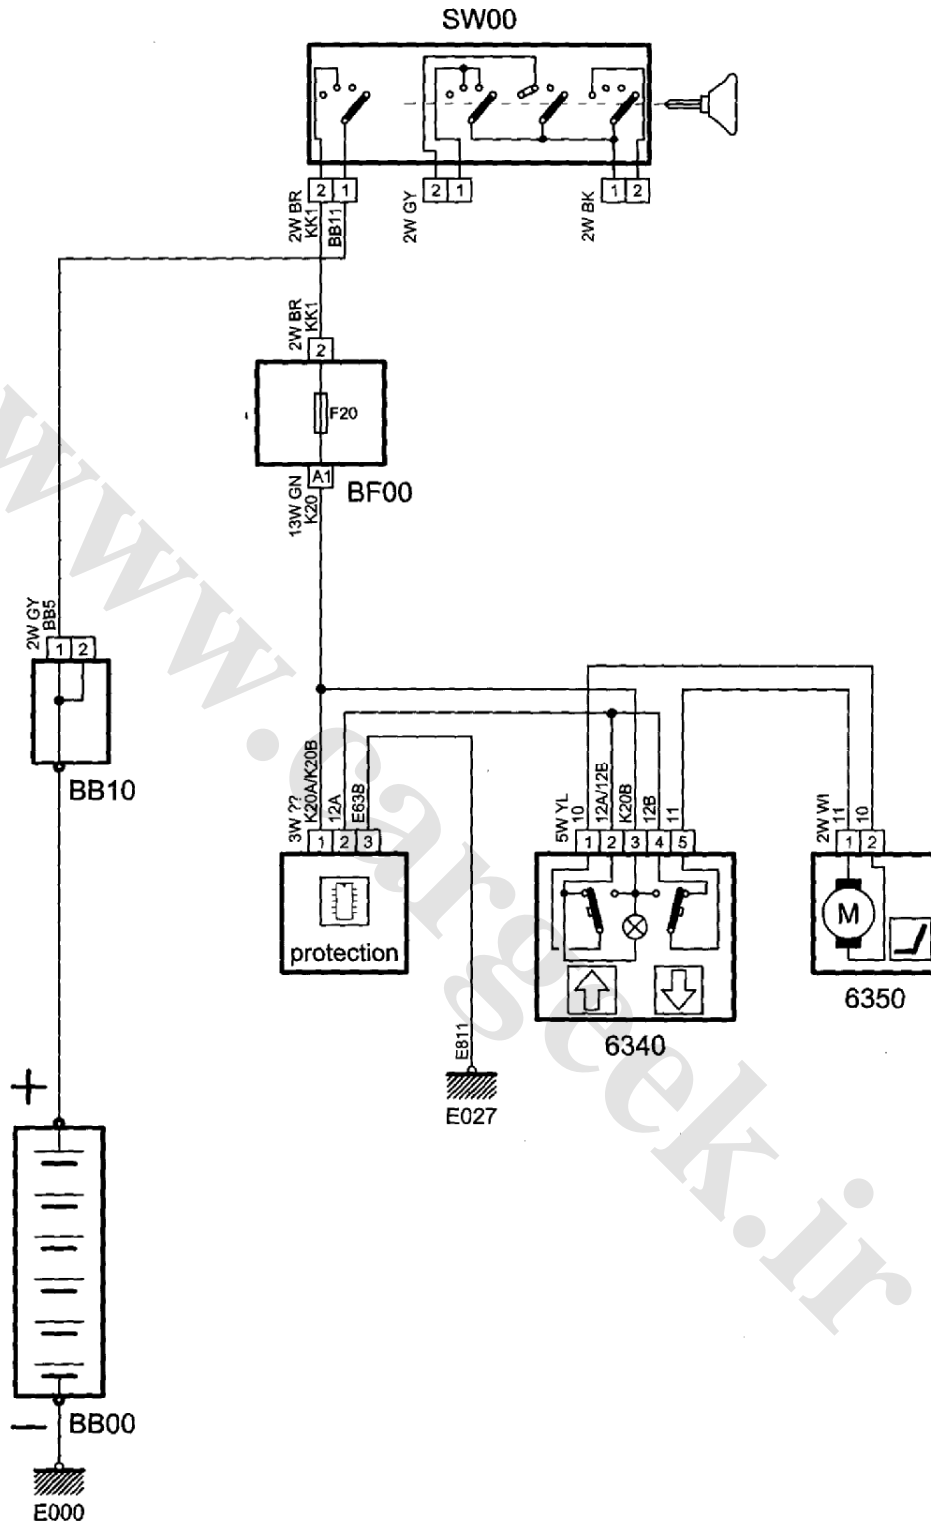 SW00
2 1
2 1
1 2
2W BR
KK1
BB11
2W GY
2W BK
2W BR
KK1
2
F20
A1
BF00
13W GN
K20
2W GY
BB5
1 2
BB10
3W ??
K20A/K20B
12A
E63B
1 2 3
protection
5W YL
10
12A/12B
K20B
12B
11
1 2 3 4 5
6340
2W WI
11
10
1 2
M
6350
E811
E027
+
−
BB00
E000
www.cargeek.ir